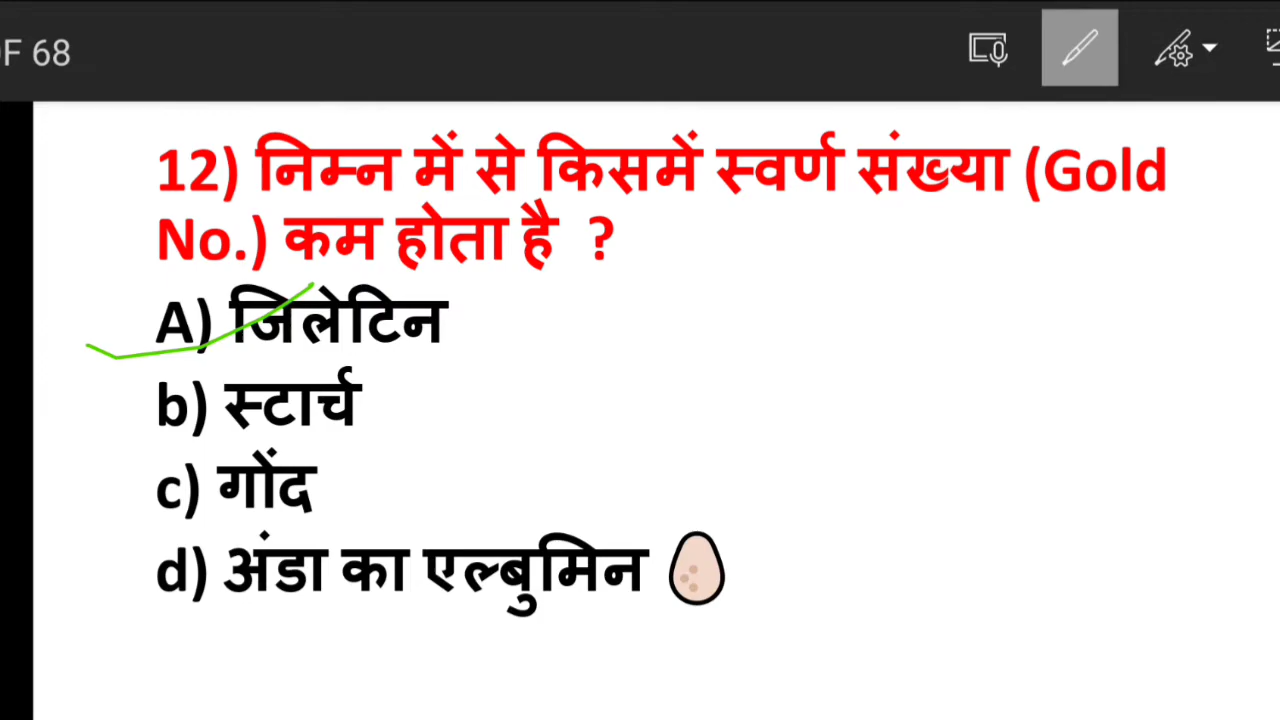 F 68
12) निम्न में से किसमें स्वर्ण संख्या (Gold
No.) कम होता है ?
A) जिलेटिन
b) स्टार्च
c) गोंद
d) अंडा का एल्बुमिन